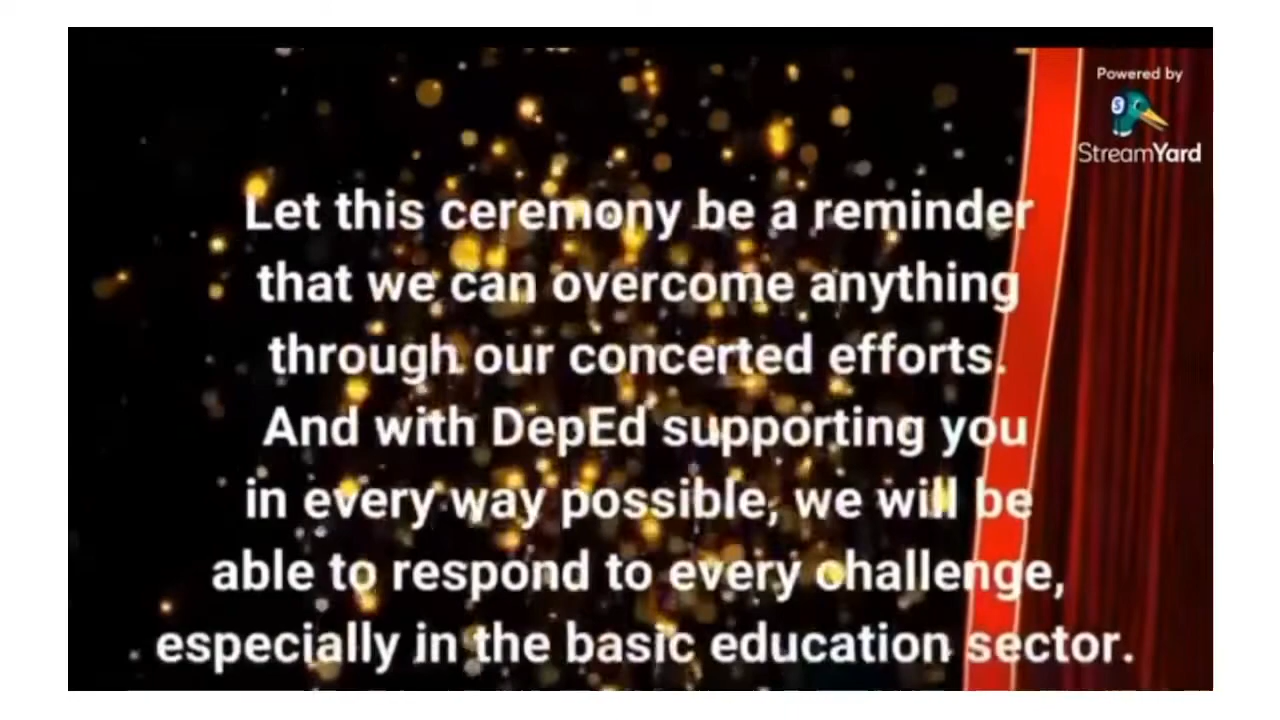 Powered by
StreamYard
Let this ceremony be a reminder
that we can overcome anything
through our concerted efforts.
And with DepEd supporting you
in every way possible, we will be
able to respond to every challenge,
especially in the basic education sector.